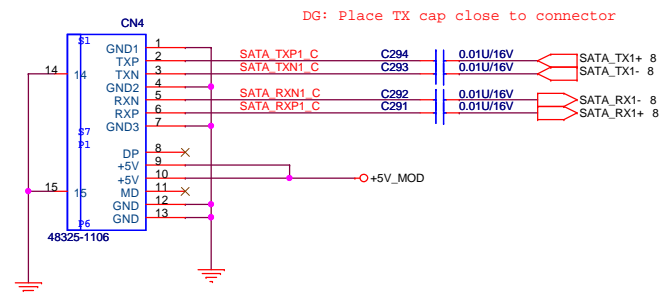 DG: Place TX cap close to connector
CN4
S1
GND1 1
TXP 2 SATA_TXP1_C C294 0.01U/16V SATA_TX1+ 8
14 14 TXN 3 SATA_TXN1_C C293 0.01U/16V SATA_TX1- 8
GND2 4
RXN 5 SATA_RXN1_C C292 0.01U/16V SATA_RX1- 8
RXP 6 SATA_RXP1_C C291 0.01U/16V SATA_RX1+ 8
GND3 7
S7
P1
DP 8
+5V 9
+5V 10 +5V_MOD
15 15 MD 11
GND 12
GND 13
P6
48325-1106